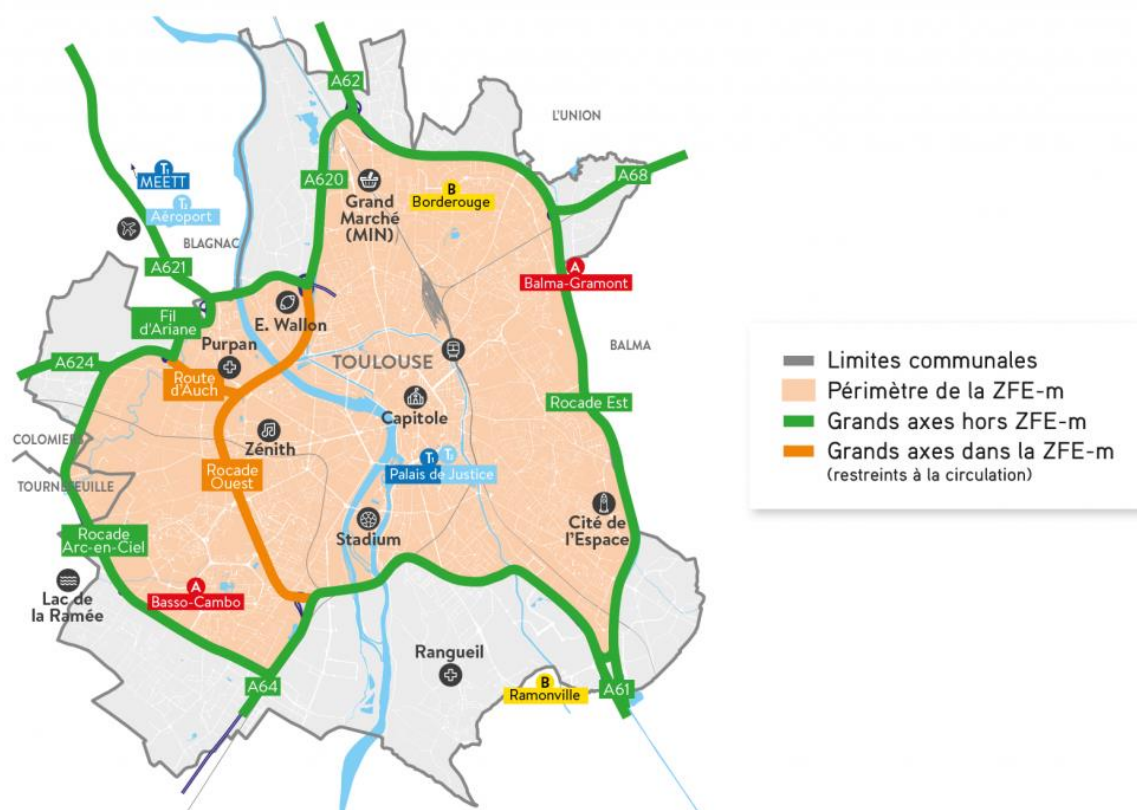 A62
L'UNION
A68
T1
MEETT
A620
Grand
Marché
(MIN)
B
Borderouge
T2
Aéroport
BLAGNAC
A621
A
Balma-Gramont
Fil
d'Ariane
E. Wallon
Purpan
TOULOUSE
BALMA
A624
Route
d'Auch
Capitole
Rocade Est
Zénith
COLOMIERS
Rocade
Ouest
T1
T2
Palais de Justice
TOURNEFEUILLE
Cité de
l'Espace
Stadium
Rocade
Arc-en-Ciel
A
Basso-Cambo
Lac de
la Ramée
Rangueil
A64
B
Ramonville
A61
Limites communales
Périmètre de la ZFE-m
Grands axes hors ZFE-m
Grands axes dans la ZFE-m
(restreints à la circulation)